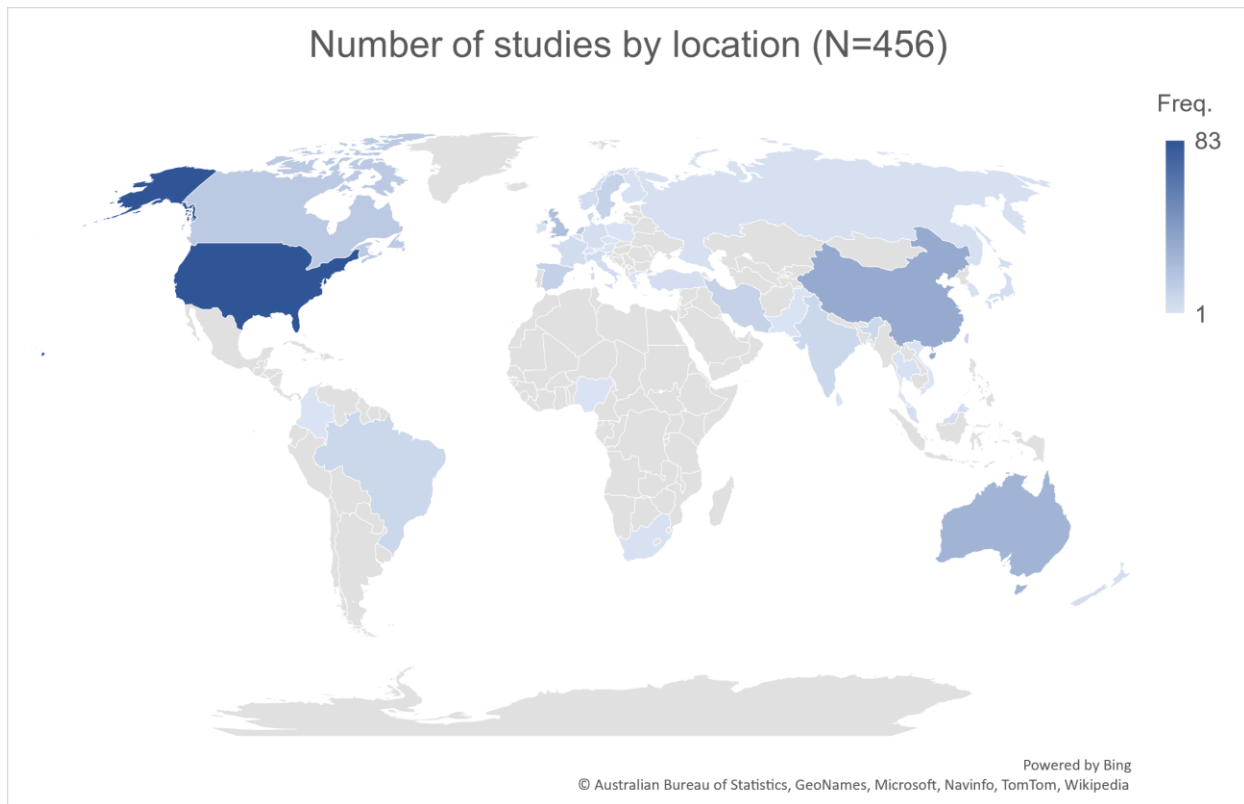 Number of studies by location (N=456)
Freq.
83
1
Powered by Bing
© Australian Bureau of Statistics, GeoNames, Microsoft, Navinfo, TomTom, Wikipedia